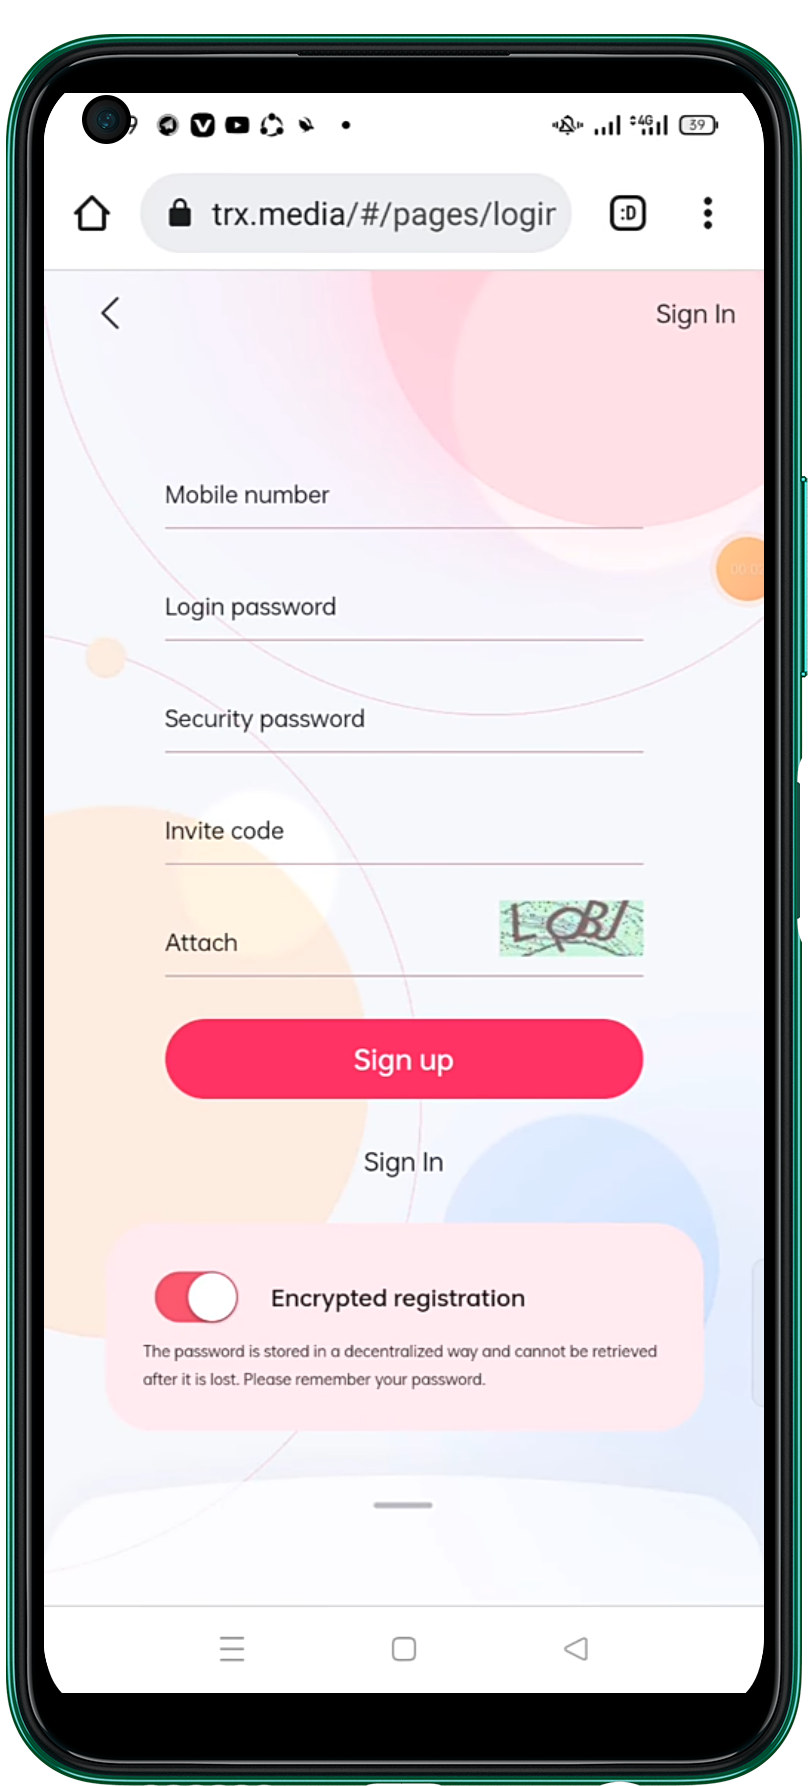 39
trx.media/#/pages/logir
:D
Sign In
Mobile number
Login password
Security password
Invite code
Attach
Sign up
Sign In
Encrypted registration
The password is stored in a decentralized way and cannot be retrieved
after it is lost. Please remember your password.